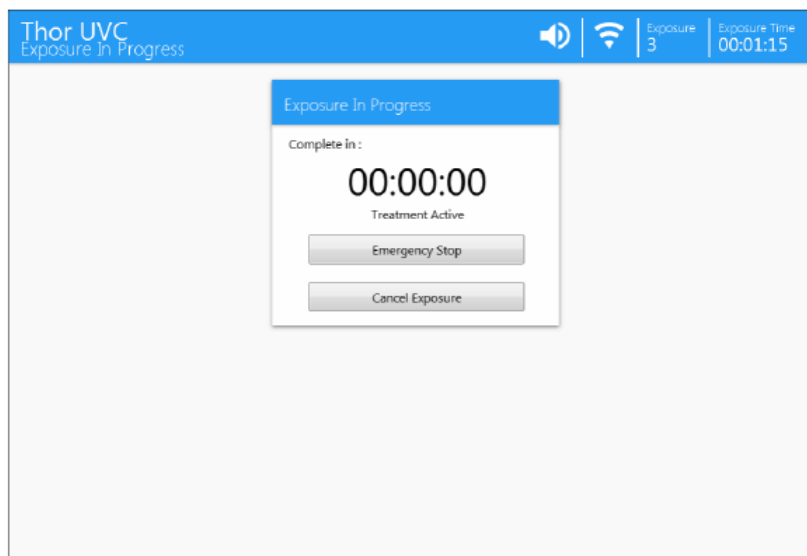 Thor UVC
Exposure In Progress
Exposure
3
Exposure Time
00:01:15
Exposure In Progress
Complete in :
00:00:00
Treatment Active
Emergency Stop
Cancel Exposure